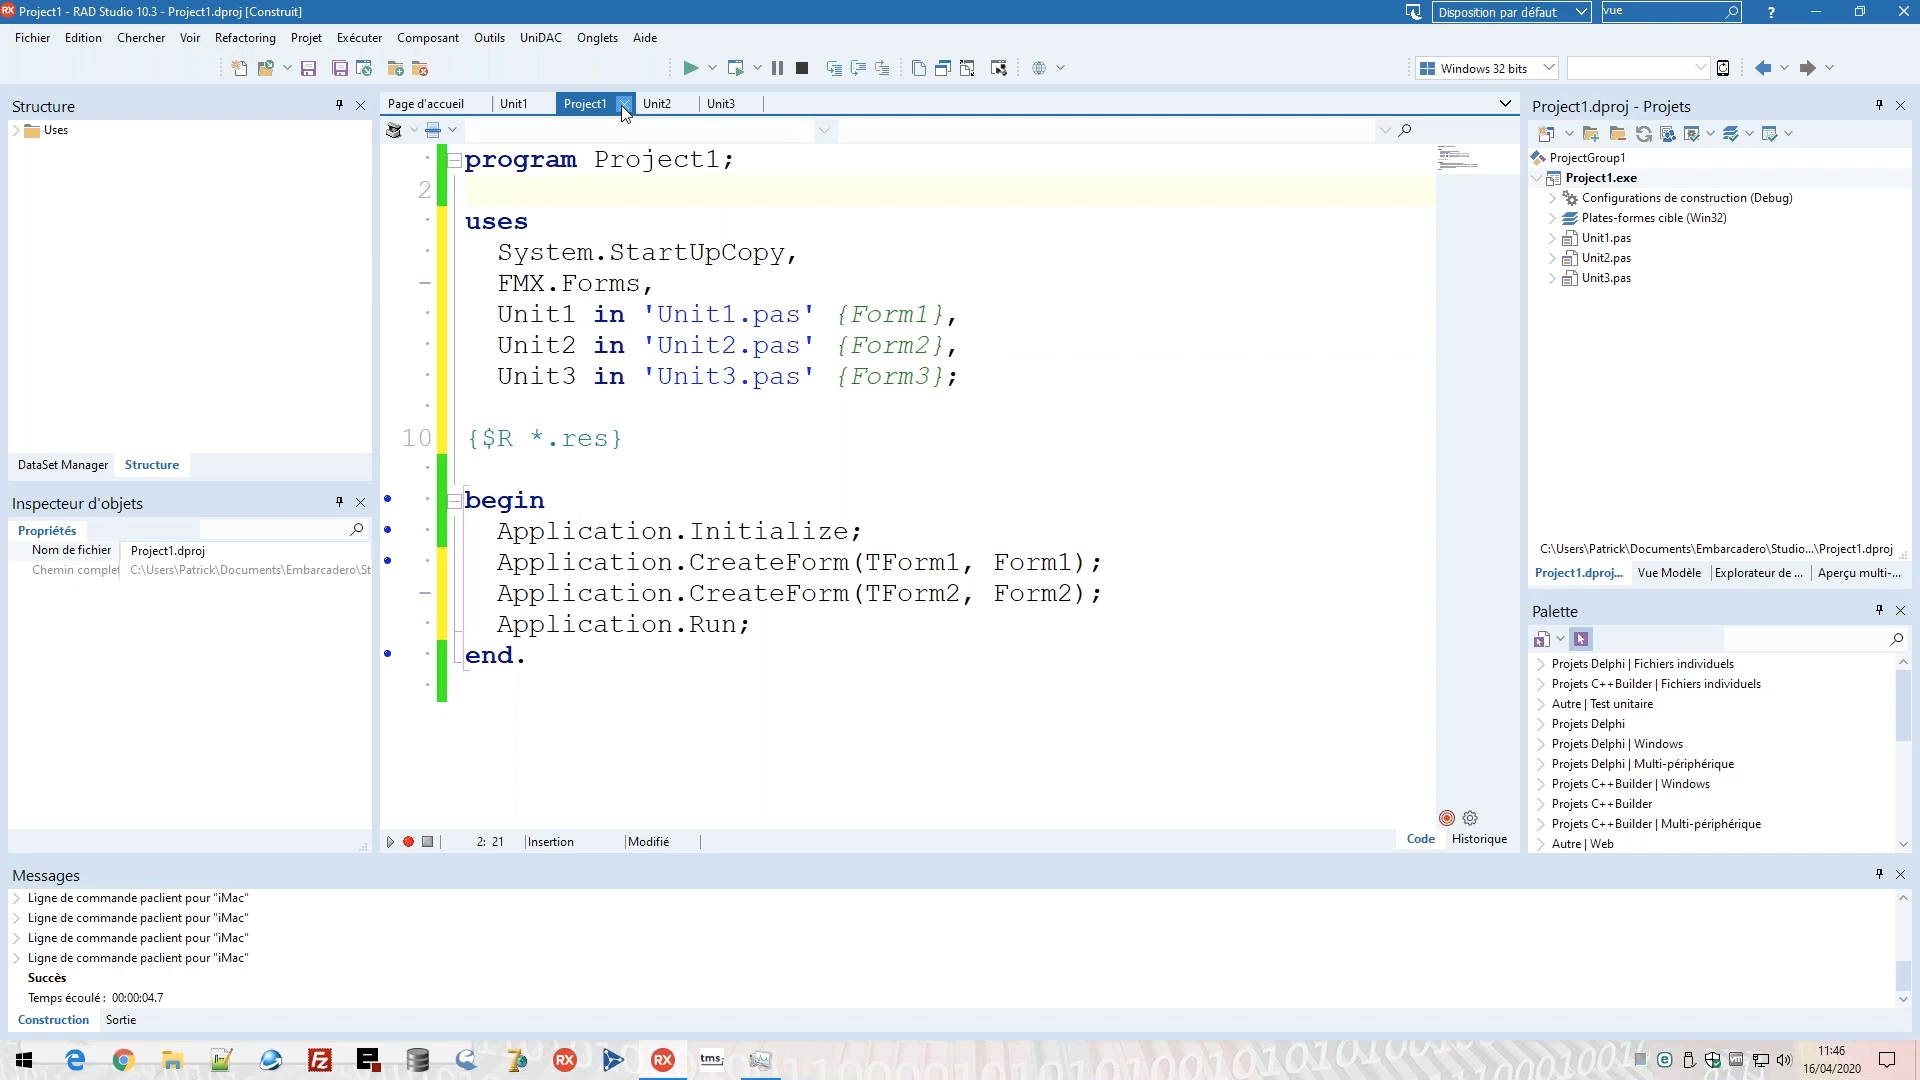 Project1 - RAD Studio 10.3 - Project1.dproj [Construit]
Disposition par défaut
vue
?
Fichier Edition Chercher Voir Refactoring Projet Exécuter Composant Outils UniDAC Onglets Aide
Windows 32 bits
Structure
Uses
DataSet Manager Structure
Inspecteur d'objets
Propriétés
Nom de fichier Project1.dproj
Chemin complet C:\Users\Patrick\Documents\Embarcadero\St
Page d'accueil Unit1 Project1 Unit2 Unit3
program Project1;
2
uses
System.StartUpCopy,
FMX.Forms,
Unit1 in 'Unit1.pas' {Form1},
Unit2 in 'Unit2.pas' {Form2},
Unit3 in 'Unit3.pas' {Form3};
10 {$R *.res}
begin
Application.Initialize;
Application.CreateForm(TForm1, Form1);
Application.CreateForm(TForm2, Form2);
Application.Run;
end.
2: 21 Insertion Modifié
Code Historique
Project1.dproj - Projets
ProjectGroup1
Project1.exe
Configurations de construction (Debug)
Plates-formes cible (Win32)
Unit1.pas
Unit2.pas
Unit3.pas
C:\Users\Patrick\Documents\Embarcadero\Studio...\Project1.dproj
Project1.dproj... Vue Modèle Explorateur de ... Aperçu multi-...
Palette
Projets Delphi | Fichiers individuels
Projets C++Builder | Fichiers individuels
Autre | Test unitaire
Projets Delphi
Projets Delphi | Windows
Projets Delphi | Multi-périphérique
Projets C++Builder | Windows
Projets C++Builder
Projets C++Builder | Multi-périphérique
Autre | Web
Messages
Ligne de commande paclient pour "iMac"
Ligne de commande paclient pour "iMac"
Ligne de commande paclient pour "iMac"
Ligne de commande paclient pour "iMac"
Succès
Temps écoulé : 00:00:04.7
Construction Sortie
RX
RX
tms
11:46
16/04/2020